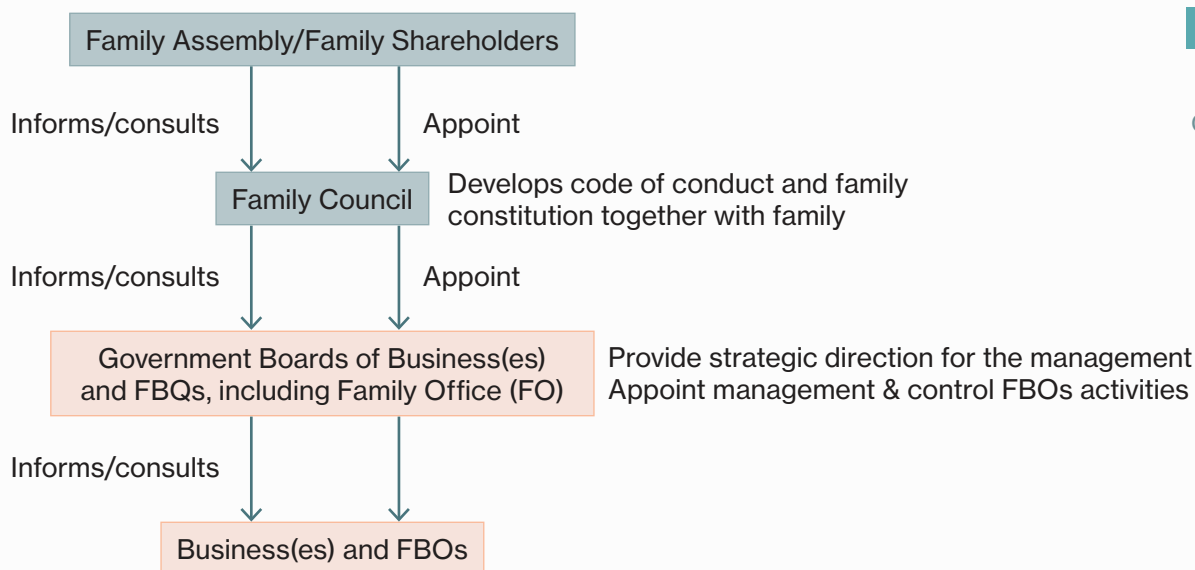 Family Assembly/Family Shareholders
Informs/consults
Appoint
Family Council
Develops code of conduct and family
constitution together with family
Informs/consults
Appoint
Government Boards of Business(es)
and FBQs, including Family Office (FO)
Provide strategic direction for the management
Appoint management & control FBOs activities
Informs/consults
Business(es) and FBOs